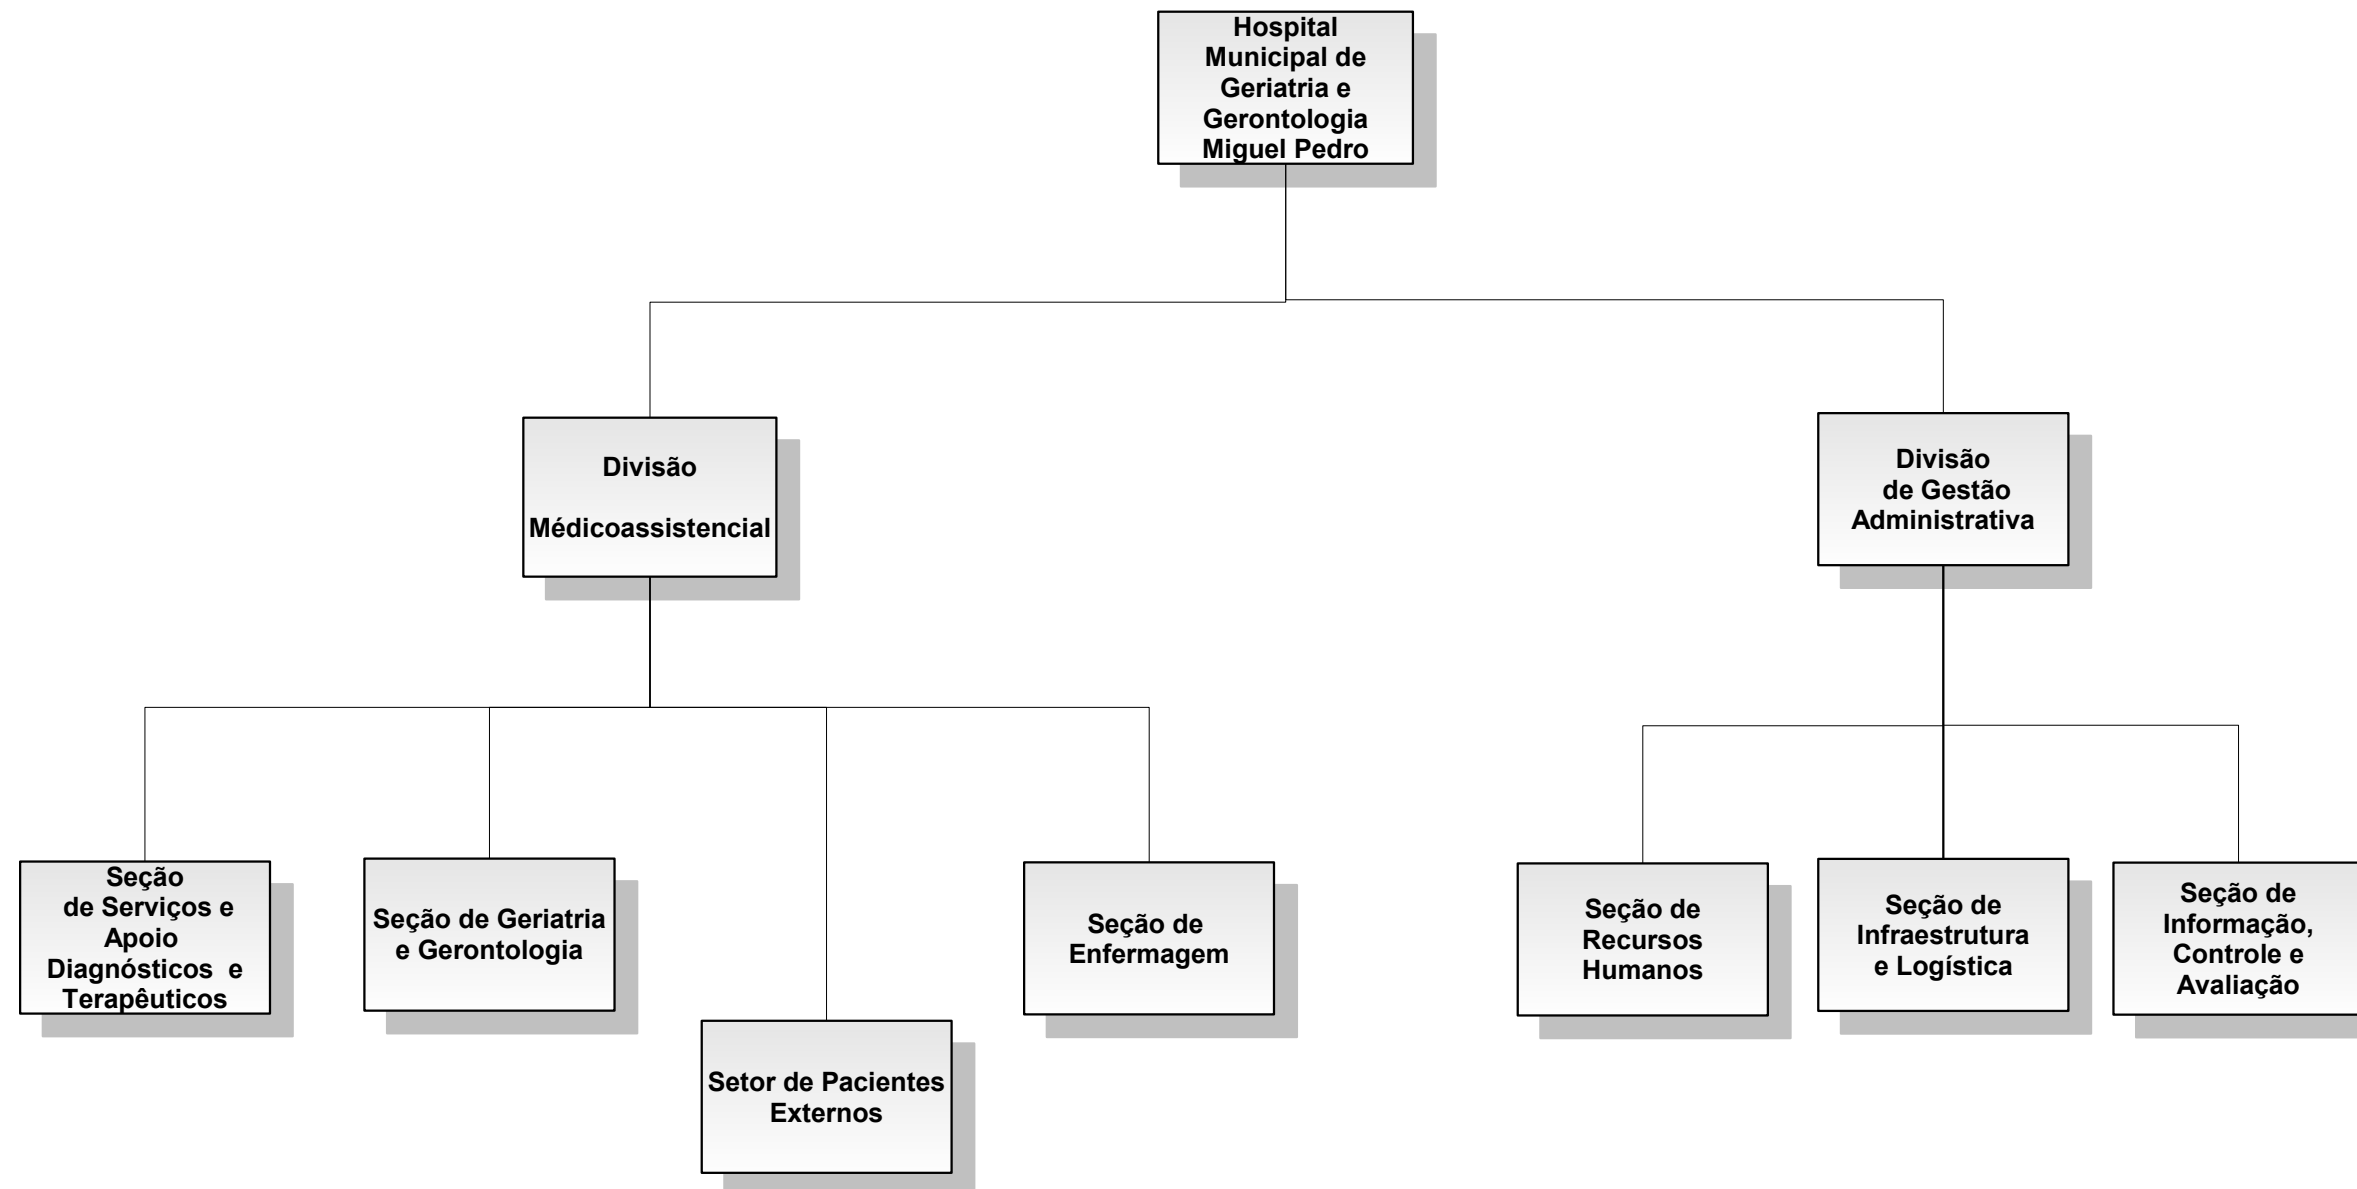 Hospital
Municipal de
Geriatria e
Gerontologia
Miguel Pedro
Divisão
Médicoassistencial
Divisão
de Gestão
Administrativa
Seção
de Serviços e
Apoio
Diagnósticos e
Terapêuticos
Seção de Geriatria
e Gerontologia
Setor de Pacientes
Externos
Seção de
Enfermagem
Seção de
Recursos
Humanos
Seção de
Infraestrutura
e Logística
Seção de
Informação,
Controle e
Avaliação